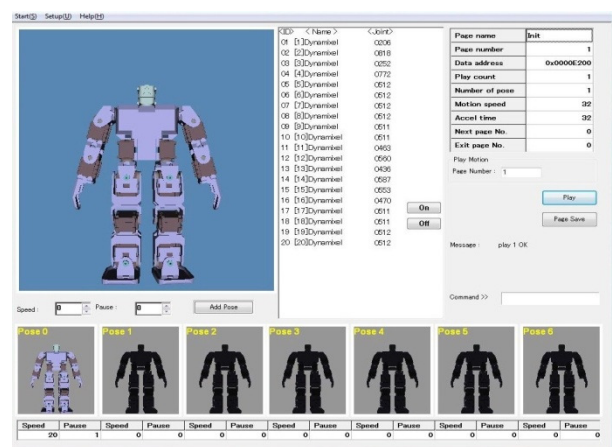 Start(S) Setup(U) Help(H)
<ID> < Name > <Joint>
01 [1]Dynamixel 0206
02 [2]Dynamixel 0818
03 [3]Dynamixel 0252
04 [4]Dynamixel 0772
05 [5]Dynamixel 0512
06 [6]Dynamixel 0512
07 [7]Dynamixel 0512
08 [8]Dynamixel 0512
09 [9]Dynamixel 0511
10 [10]Dynamixel 0511
11 [11]Dynamixel 0463
12 [12]Dynamixel 0560
13 [13]Dynamixel 0436
14 [14]Dynamixel 0587
15 [15]Dynamixel 0553
16 [16]Dynamixel 0470
17 [17]Dynamixel 0511
18 [18]Dynamixel 0511
19 [19]Dynamixel 0512
20 [20]Dynamixel 0512
On
Off
Page name Init
Page number 1
Data address 0x0000E200
Play count 1
Number of pose 1
Motion speed 32
Accel time 32
Next page No. 0
Exit page No. 0
Play Motion
Page Number : 1
Play
Page Save
Message : play 1 OK
Command >>
Speed : 0 Pause : 0 Add Pose
Pose 0 Pose 1 Pose 2 Pose 3 Pose 4 Pose 5 Pose 6
Speed Pause Speed Pause Speed Pause Speed Pause Speed Pause Speed Pause Speed Pause
20 1 0 0 0 0 0 0 0 0 0 0 0 0